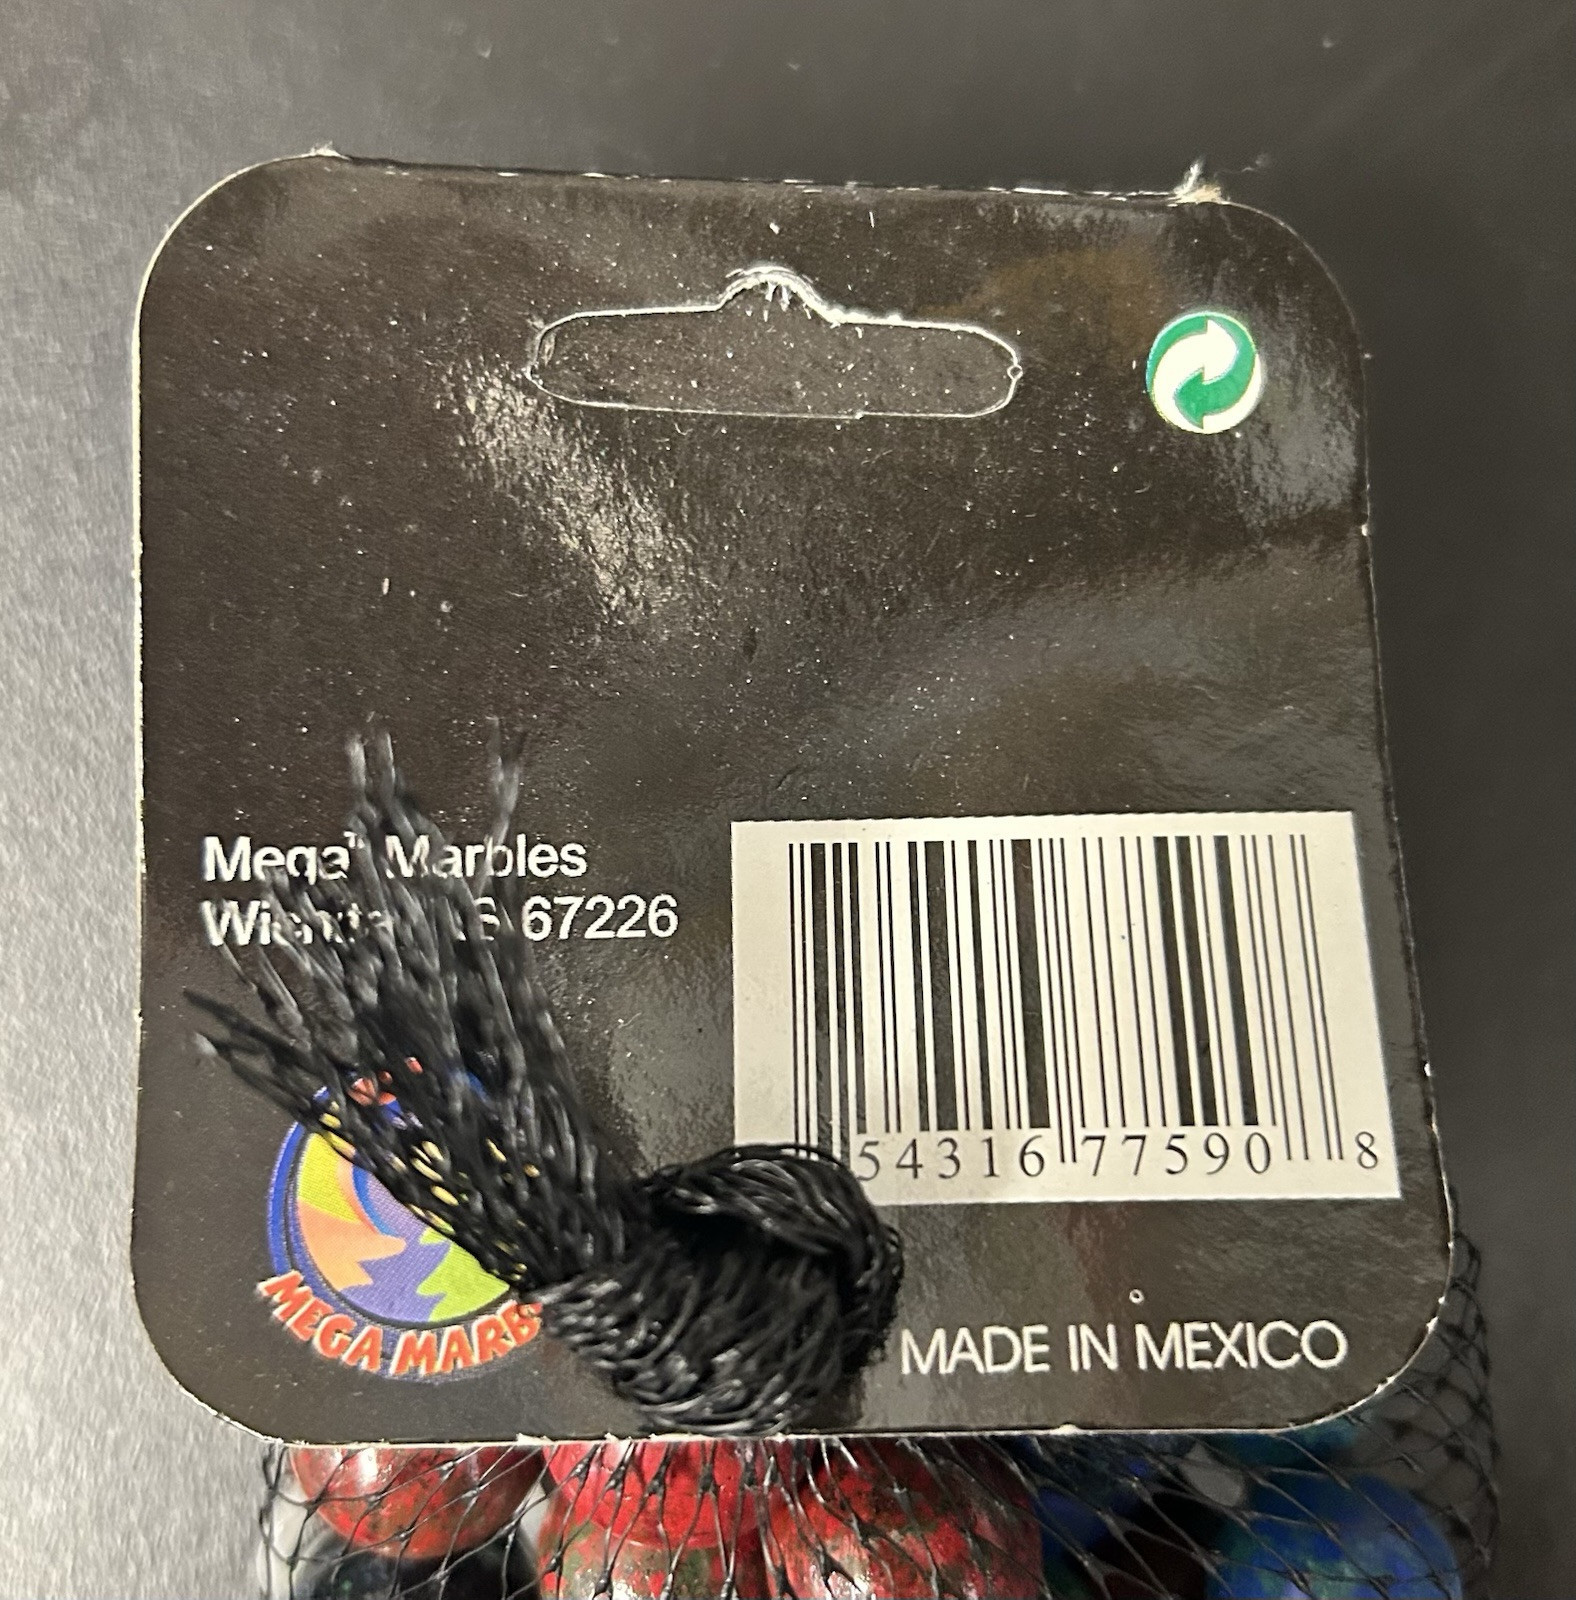 Mega Marbles
67226
54316 77590 8
MEGA MARB
MADE IN MEXICO